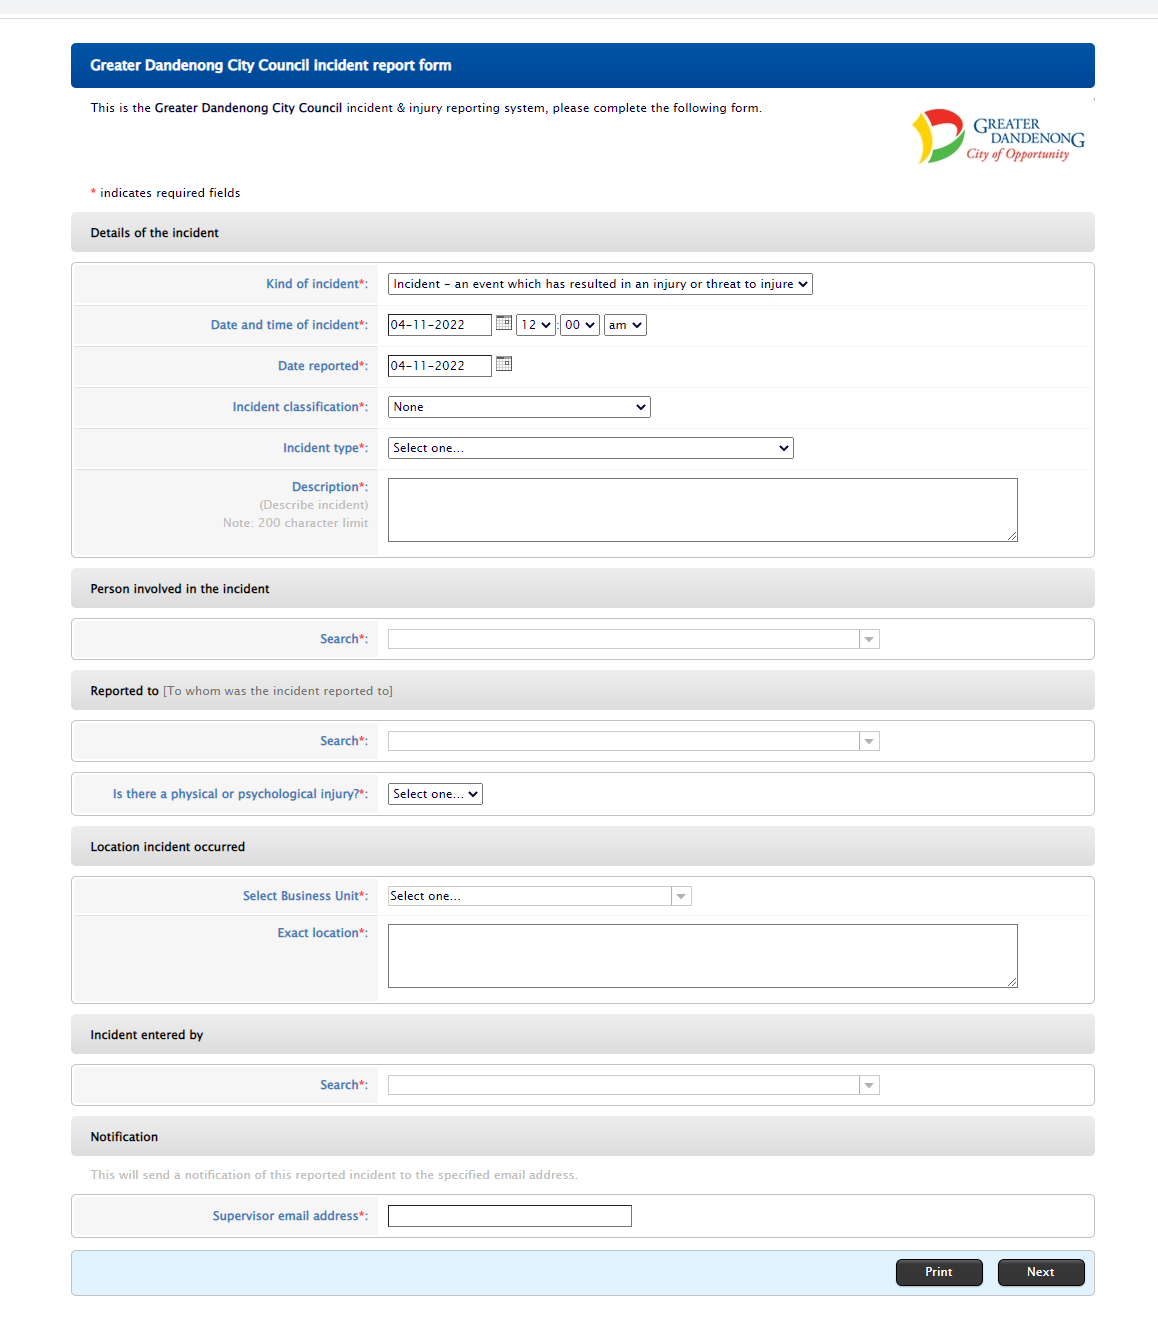 Greater Dandenong City Council incident report form
This is the Greater Dandenong City Council incident & injury reporting system, please complete the following form.
GREATER
DANDENONG
City of Opportunity
* indicates required fields
Details of the incident
Kind of incident*: Incident - an event which has resulted in an injury or threat to injure
Date and time of incident*: 04-11-2022 12 : 00 am
Date reported*: 04-11-2022
Incident classification*: None
Incident type*: Select one...
Description*:
(Describe incident)
Note: 200 character limit
Person involved in the incident
Search*:
Reported to [To whom was the incident reported to]
Search*:
Is there a physical or psychological injury?*: Select one...
Location incident occurred
Select Business Unit*: Select one...
Exact location*:
Incident entered by
Search*:
Notification
This will send a notification of this reported incident to the specified email address.
Supervisor email address*:
Print Next